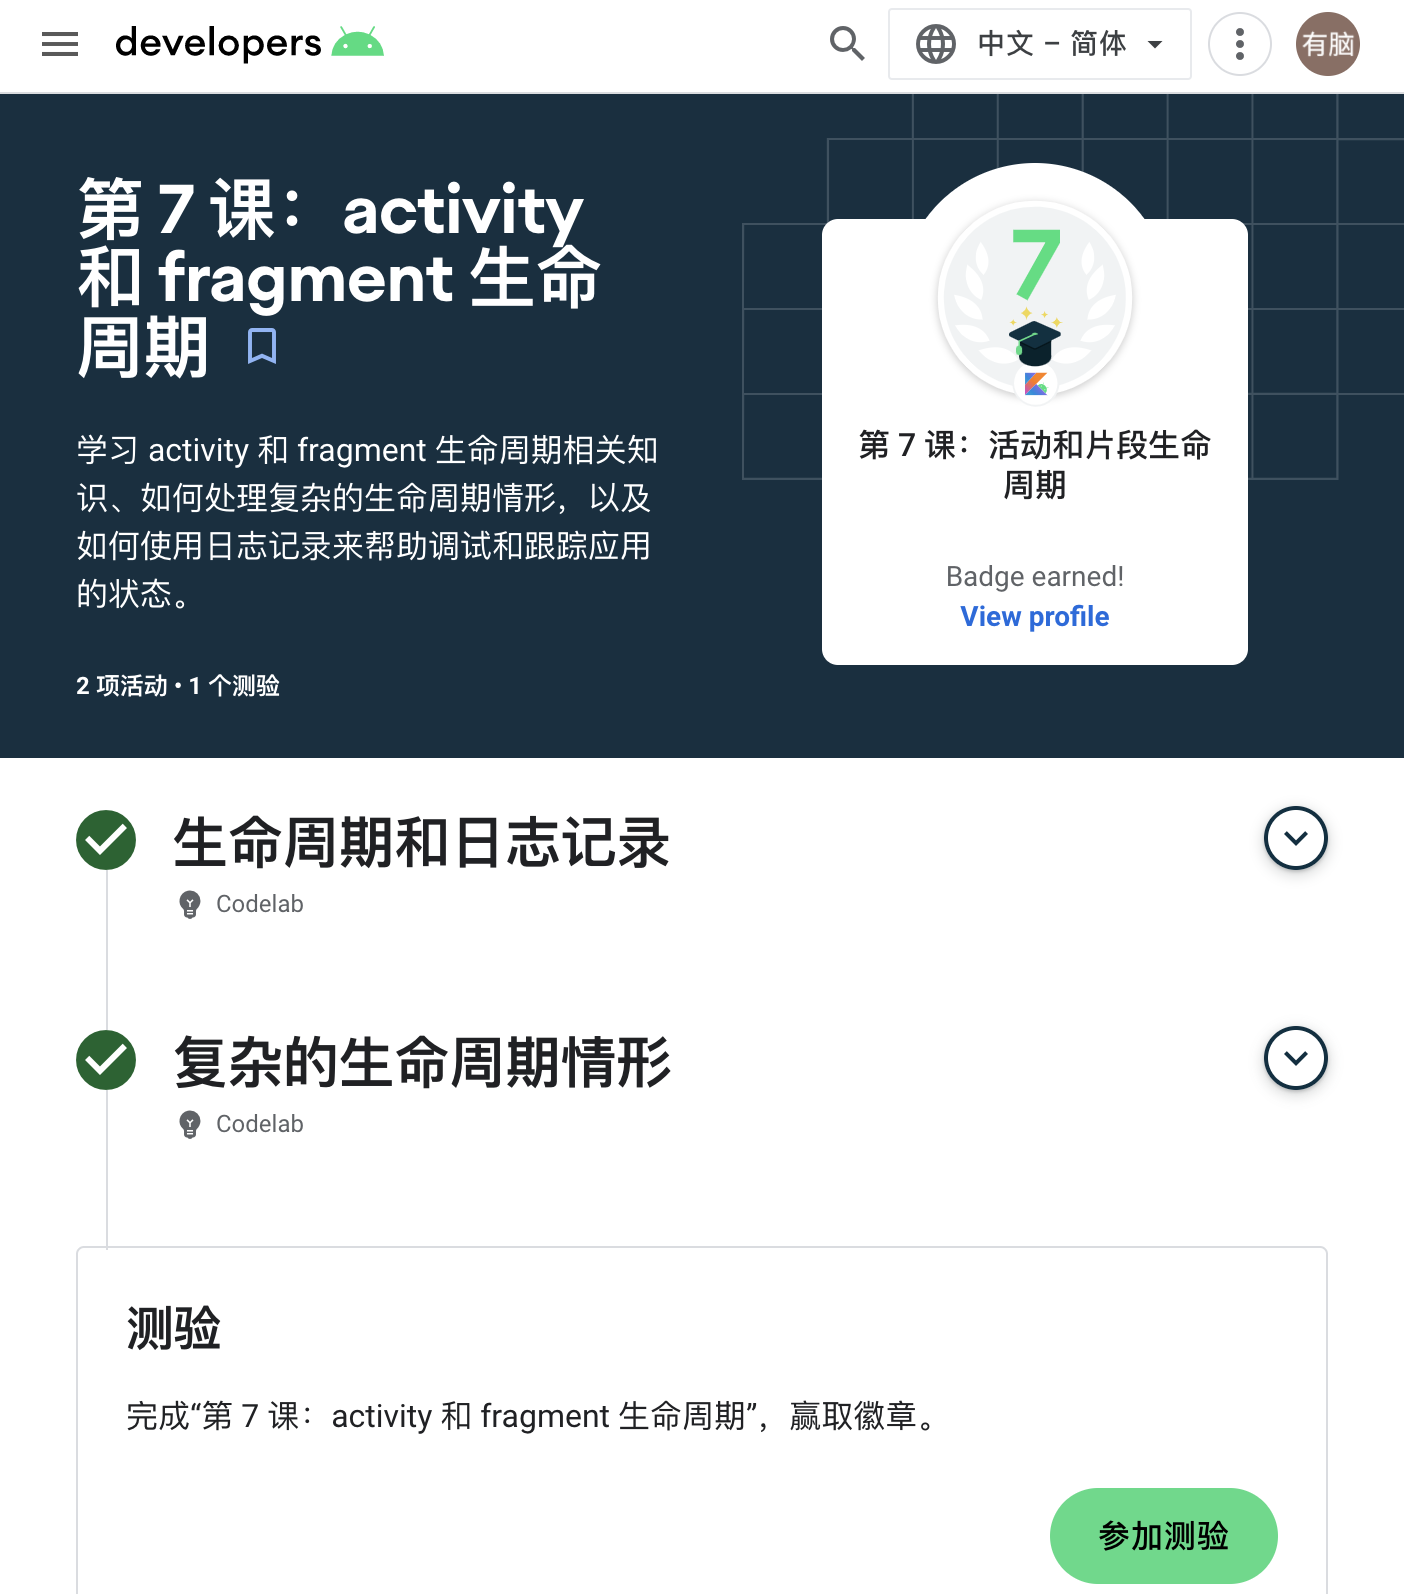 developers
中文 – 简体
有脑
第 7 课：activity
和 fragment 生命
周期
学习 activity 和 fragment 生命周期相关知
识、如何处理复杂的生命周期情形，以及
如何使用日志记录来帮助调试和跟踪应用
的状态。
2 项活动 • 1 个测验
7
第 7 课：活动和片段生命
周期
Badge earned!
View profile
生命周期和日志记录
Codelab
复杂的生命周期情形
Codelab
测验
完成“第 7 课：activity 和 fragment 生命周期”，赢取徽章。
参加测验